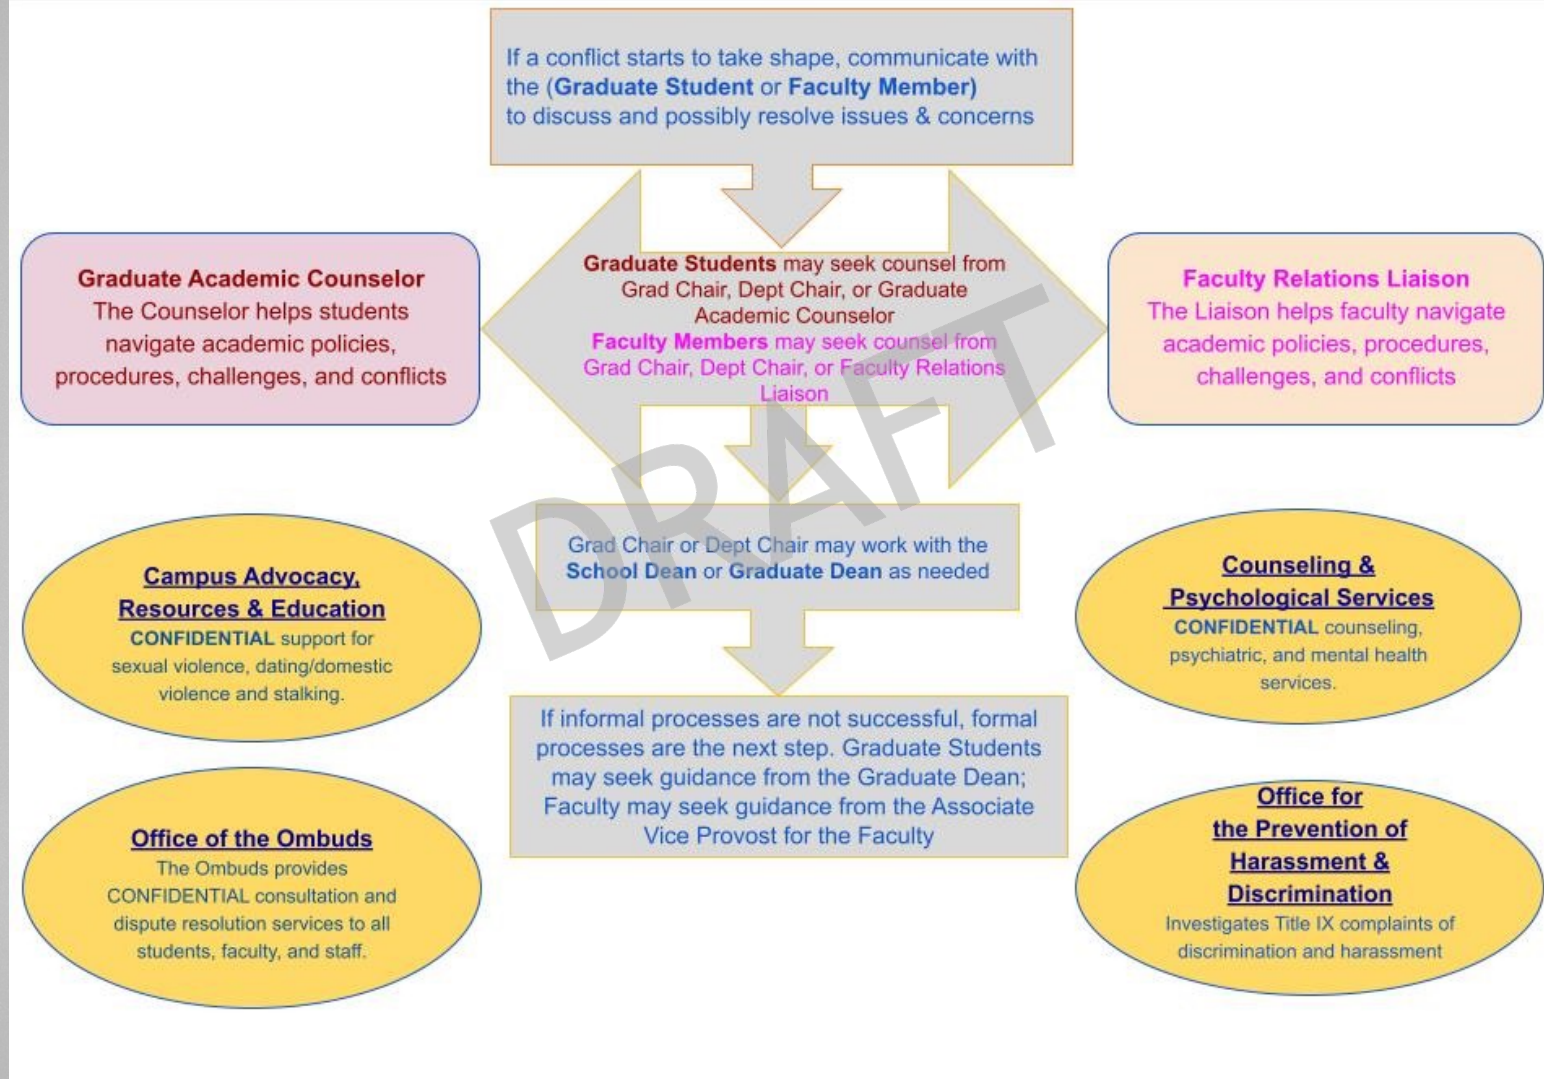 If a conflict starts to take shape, communicate with
the (Graduate Student or Faculty Member)
to discuss and possibly resolve issues & concerns
Graduate Academic Counselor
The Counselor helps students
navigate academic policies,
procedures, challenges, and conflicts
Graduate Students may seek counsel from
Grad Chair, Dept Chair, or Graduate
Academic Counselor
Faculty Members may seek counsel from
Grad Chair, Dept Chair, or Faculty Relations
Liaison
Faculty Relations Liaison
The Liaison helps faculty navigate
academic policies, procedures,
challenges, and conflicts
DRAFT
Grad Chair or Dept Chair may work with the
School Dean or Graduate Dean as needed
Campus Advocacy,
Resources & Education
CONFIDENTIAL support for
sexual violence, dating/domestic
violence and stalking.
Counseling &
Psychological Services
CONFIDENTIAL counseling,
psychiatric, and mental health
services.
If informal processes are not successful, formal
processes are the next step. Graduate Students
may seek guidance from the Graduate Dean;
Faculty may seek guidance from the Associate
Vice Provost for the Faculty
Office of the Ombuds
The Ombuds provides
CONFIDENTIAL consultation and
dispute resolution services to all
students, faculty, and staff.
Office for
the Prevention of
Harassment &
Discrimination
Investigates Title IX complaints of
discrimination and harassment